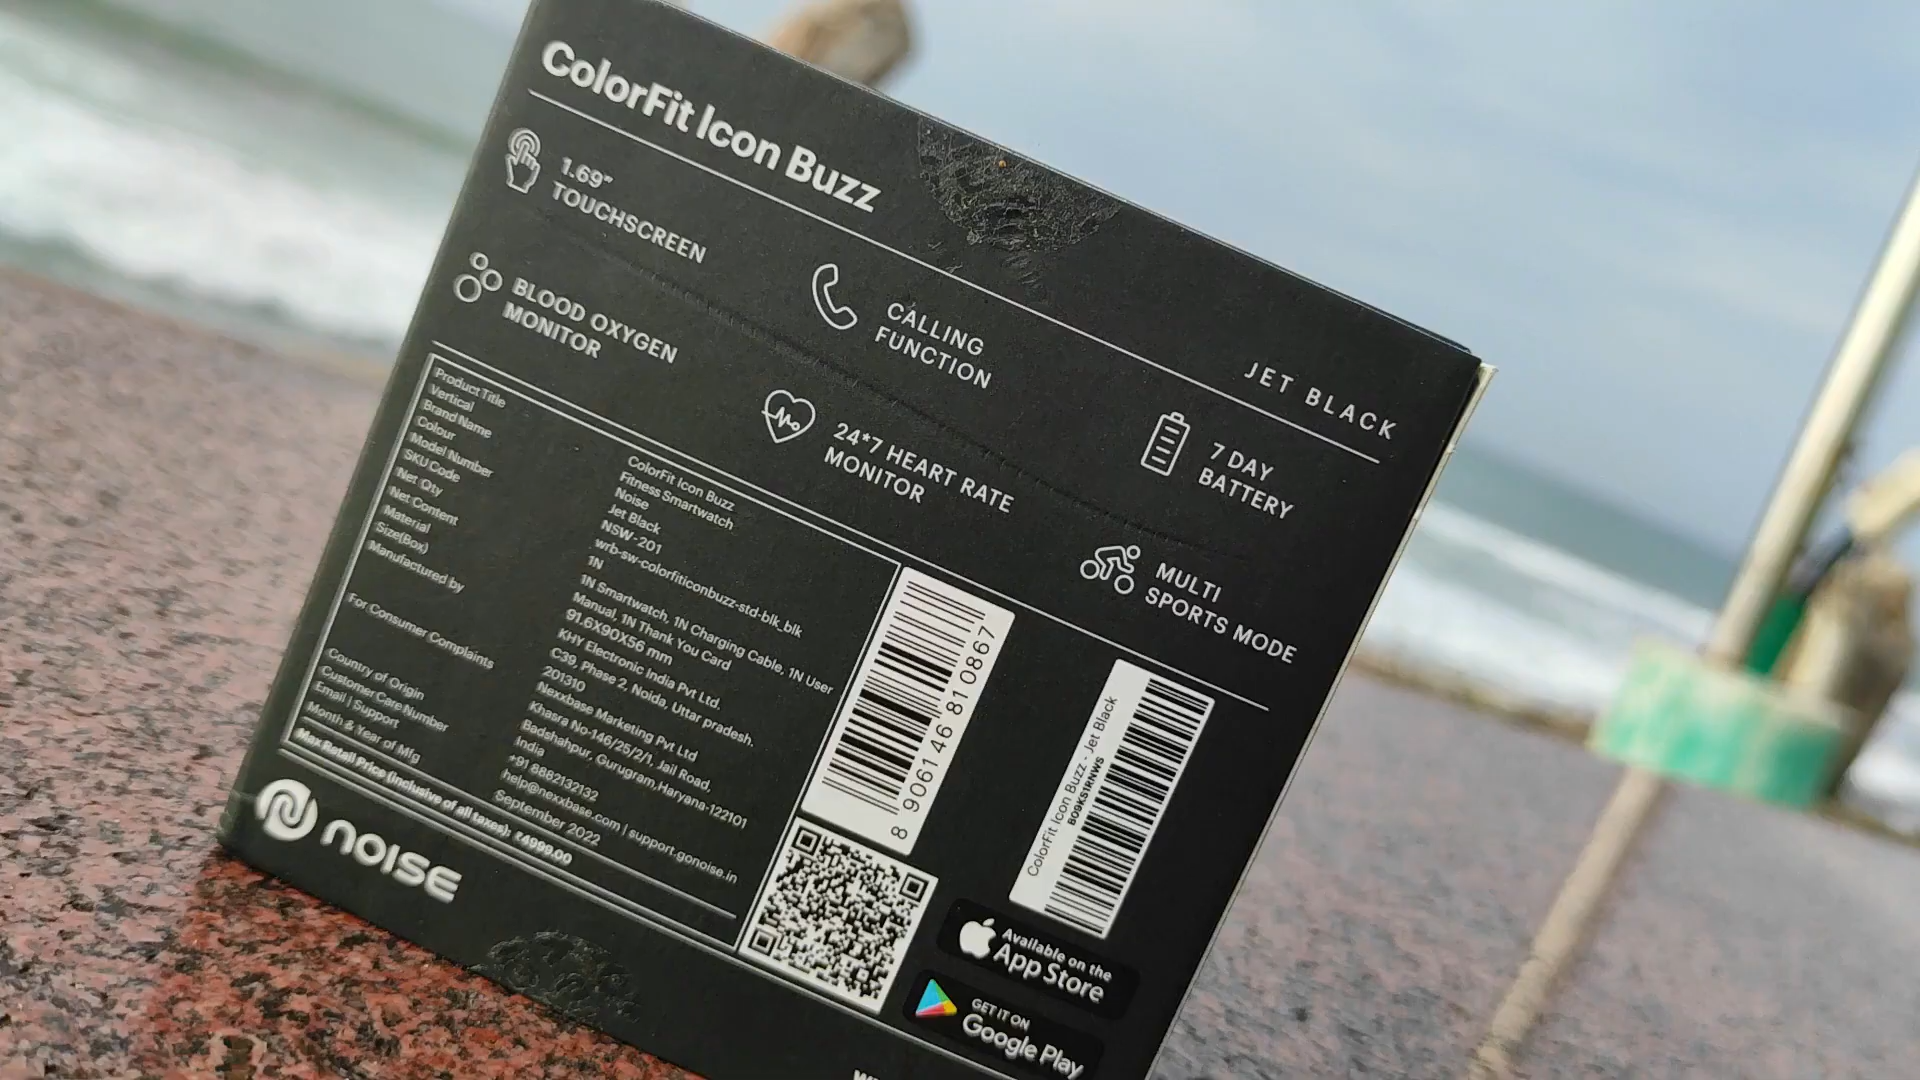 ColorFit Icon Buzz
JET BLACK
1.69"
TOUCHSCREEN
CALLING
FUNCTION
7 DAY
BATTERY
BLOOD OXYGEN
MONITOR
24*7 HEART RATE
MONITOR
MULTI
SPORTS MODE
Product Title
Vertical
Brand Name
Colour
Model Number
SKU Code
Net Qty
Net Content
Material
Size(Box)
Manufactured by
For Consumer Complaints
Country of Origin
Customer Care Number
Email | Support
Month & Year of Mfg
Max Retail Price (Inclusive of all taxes): ₹4999.00
ColorFit Icon Buzz
Fitness Smartwatch
Noise
Jet Black
NSW-201
wrb-sw-colorfiticonbuzz-std-blk_blk
1N
1N Smartwatch, 1N Charging Cable, 1N User
Manual, 1N Thank You Card
91.6X90X56 mm
KHY Electronic India Pvt Ltd.
C39, Phase 2, Noida, Uttar pradesh,
201310
Nexxbase Marketing Pvt Ltd
Khasra No-146/25/2/1, Jail Road,
Badshahpur, Gurugram,Haryana-122101
India
+91 8882132132
help@nexxbase.com | support.gonoise.in
September 2022
8 906146 810867
ColorFit Icon Buzz - Jet Black
B09K51RNWS
NOISE
Available on the
App Store
GET IT ON
Google Play